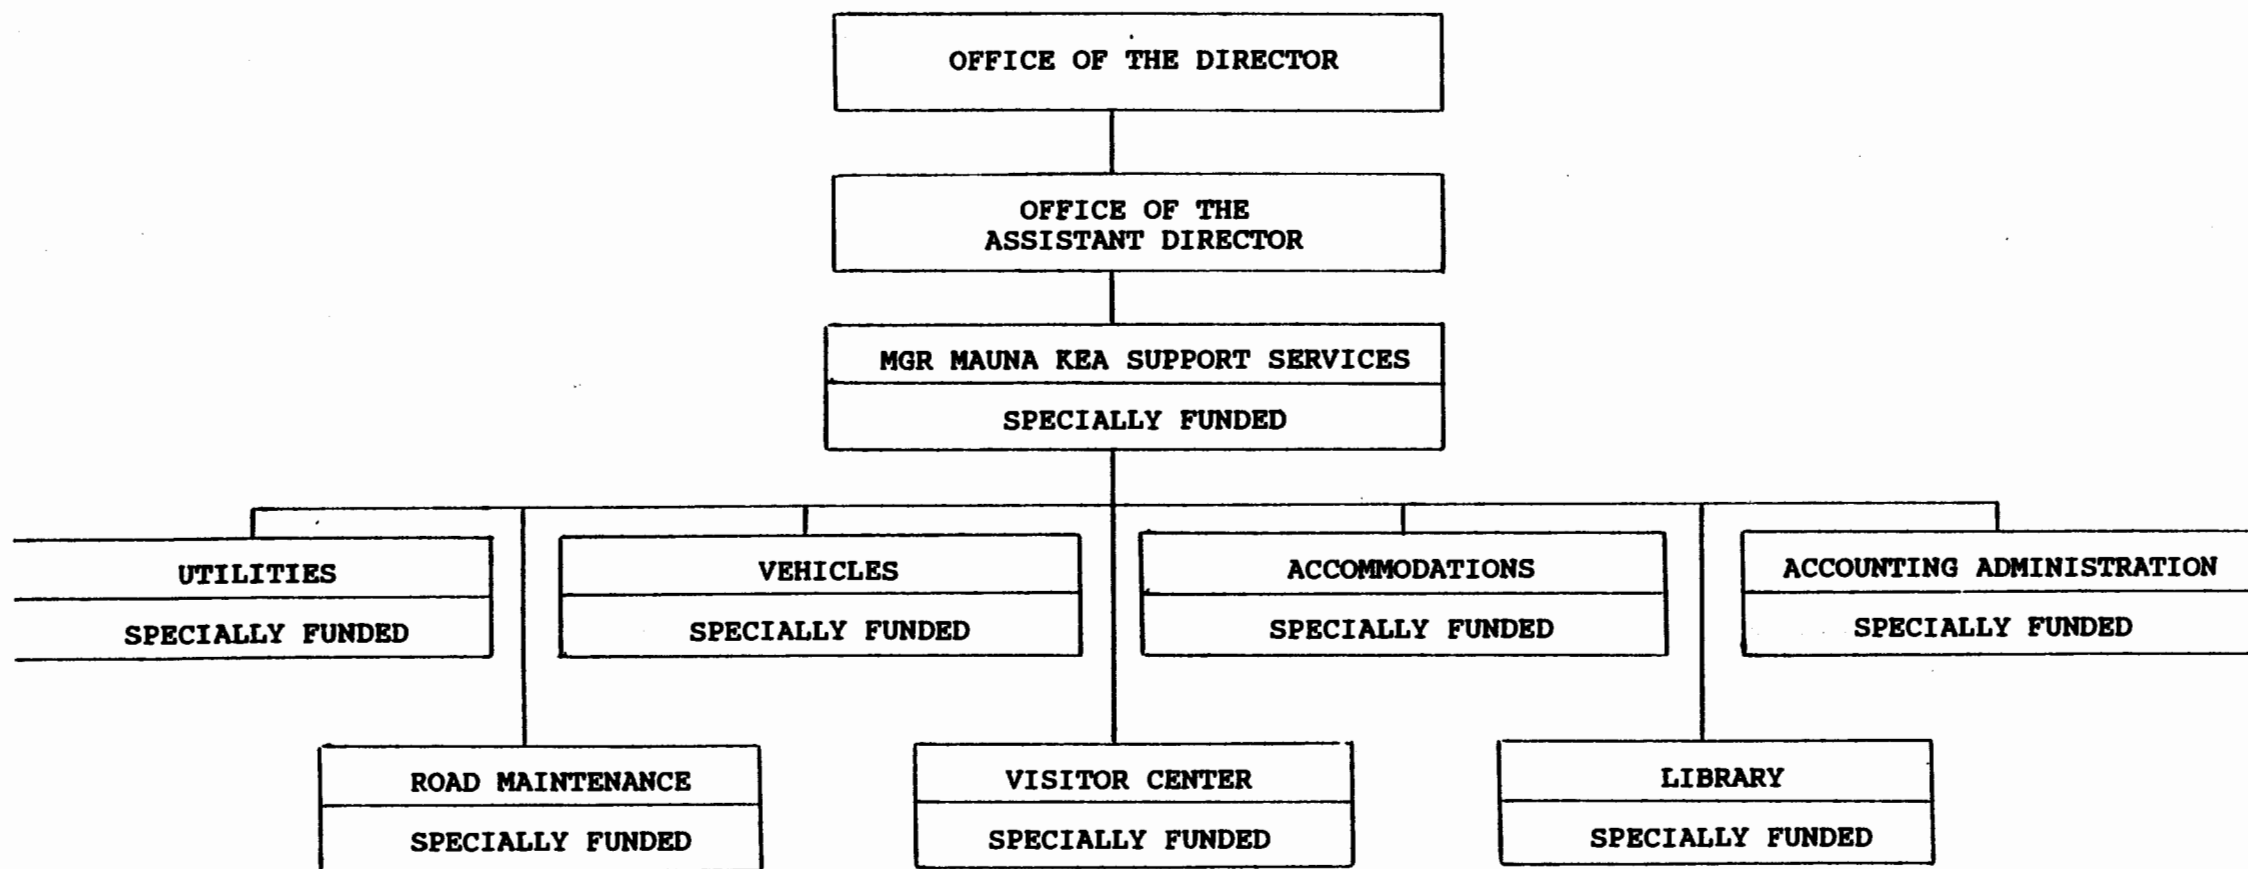 OFFICE OF THE DIRECTOR
OFFICE OF THE
ASSISTANT DIRECTOR
MGR MAUNA KEA SUPPORT SERVICES
SPECIALLY FUNDED
UTILITIES
SPECIALLY FUNDED
VEHICLES
SPECIALLY FUNDED
ACCOMMODATIONS
SPECIALLY FUNDED
ACCOUNTING ADMINISTRATION
SPECIALLY FUNDED
ROAD MAINTENANCE
SPECIALLY FUNDED
VISITOR CENTER
SPECIALLY FUNDED
LIBRARY
SPECIALLY FUNDED